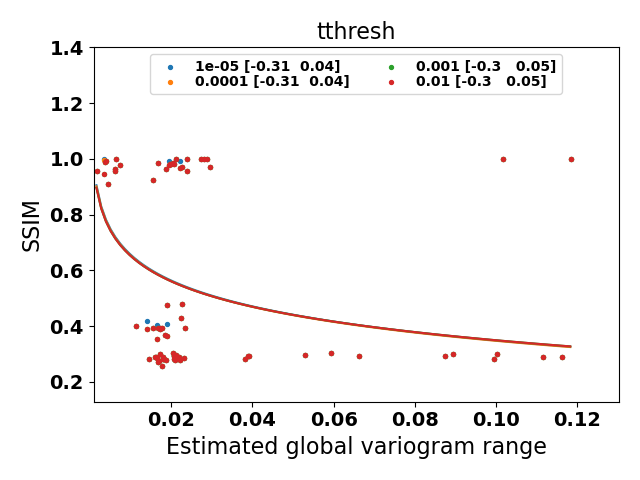 tthresh
1e-05 [-0.31  0.04]
0.0001 [-0.31  0.04]
0.001 [-0.3   0.05]
0.01 [-0.3   0.05]
1.4
1.2
1.0
0.8
0.6
0.4
0.2
SSIM
0.02 0.04 0.06 0.08 0.10 0.12
Estimated global variogram range